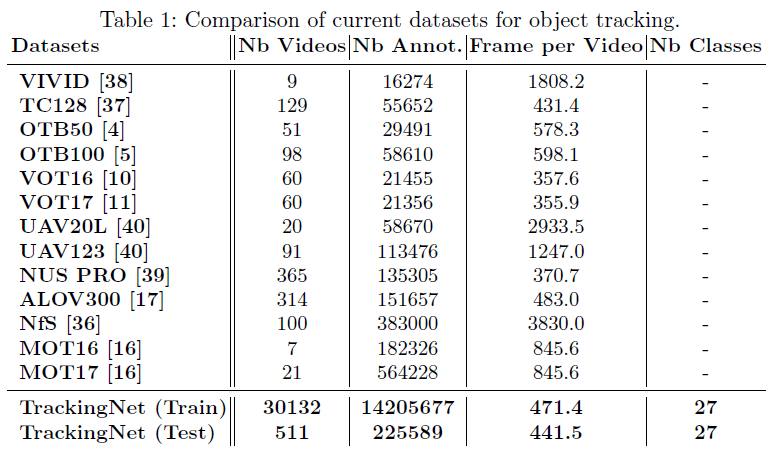 Table 1: Comparison of current datasets for object tracking.
Datasets Nb Videos Nb Annot. Frame per Video Nb Classes
VIVID [38] 9 16274 1808.2 -
TC128 [37] 129 55652 431.4 -
OTB50 [4] 51 29491 578.3 -
OTB100 [5] 98 58610 598.1 -
VOT16 [10] 60 21455 357.6 -
VOT17 [11] 60 21356 355.9 -
UAV20L [40] 20 58670 2933.5 -
UAV123 [40] 91 113476 1247.0 -
NUS PRO [39] 365 135305 370.7 -
ALOV300 [17] 314 151657 483.0 -
NfS [36] 100 383000 3830.0 -
MOT16 [16] 7 182326 845.6 -
MOT17 [16] 21 564228 845.6 -
TrackingNet (Train) 30132 14205677 471.4 27
TrackingNet (Test) 511 225589 441.5 27